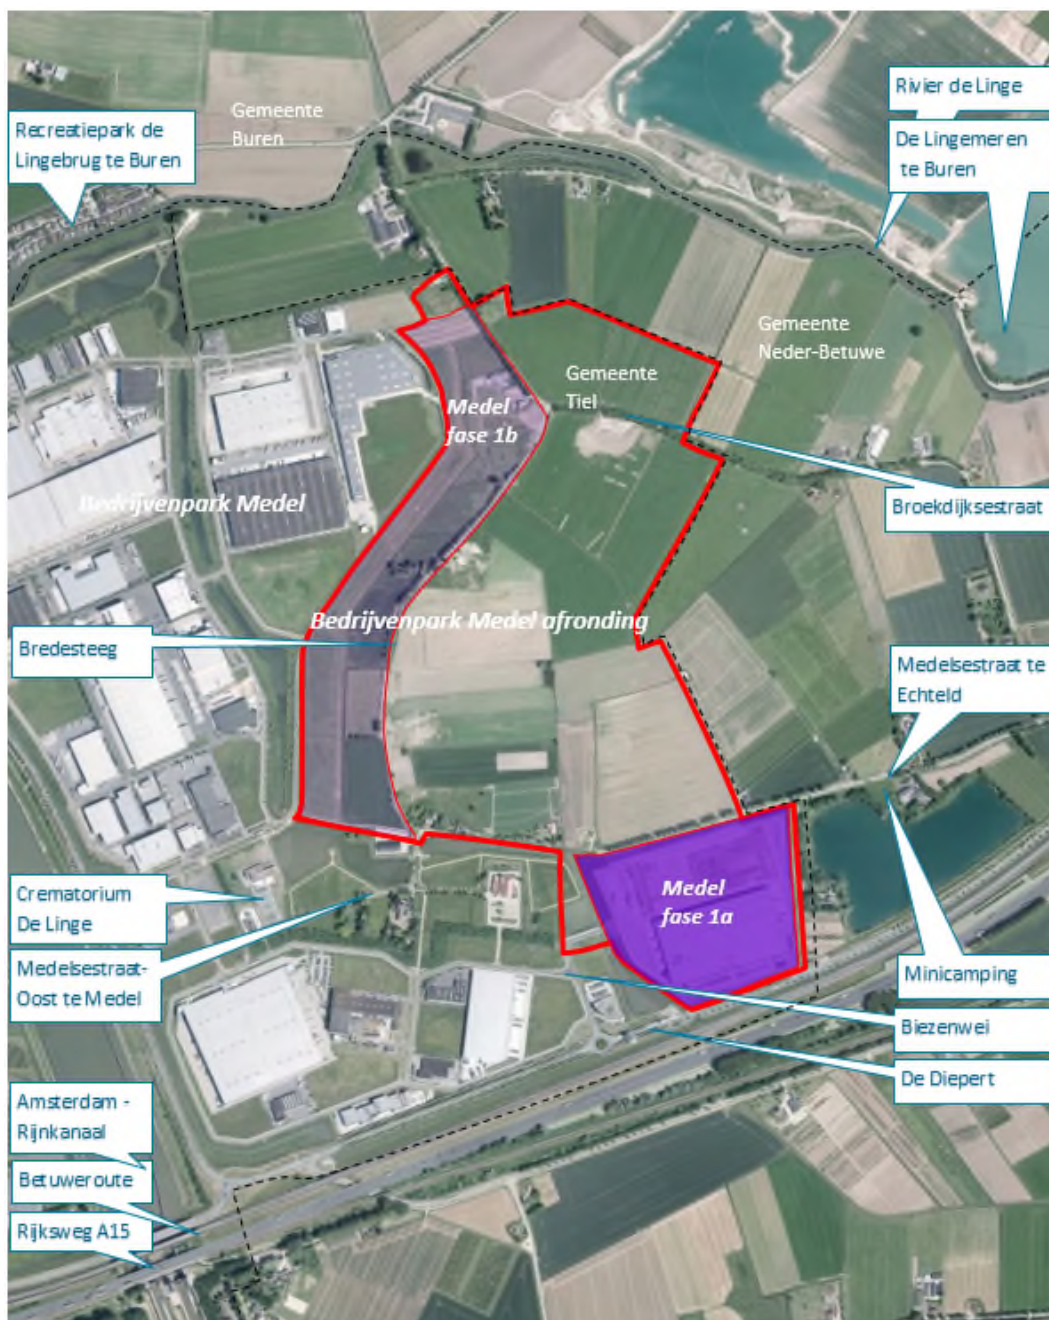 Gemeente
Buren
Rivier de Linge
Recreatiepark de
Lingebrug te Buren
De Lingemeren
te Buren
Gemeente
Neder-Betuwe
Gemeente
Tiel
Medel
fase 1b
Bedrijvenpark Medel
Broekdijksestraat
Bedrijvenpark Medel afronding
Bredesteeg
Medelsestraat te
Echteld
Crematorium
De Linge
Medel
fase 1a
Medelsestraat-
Oost te Medel
Minicamping
Biezenwei
De Diepert
Amsterdam -
Rijnkanaal
Betuweroute
Rijksweg A15